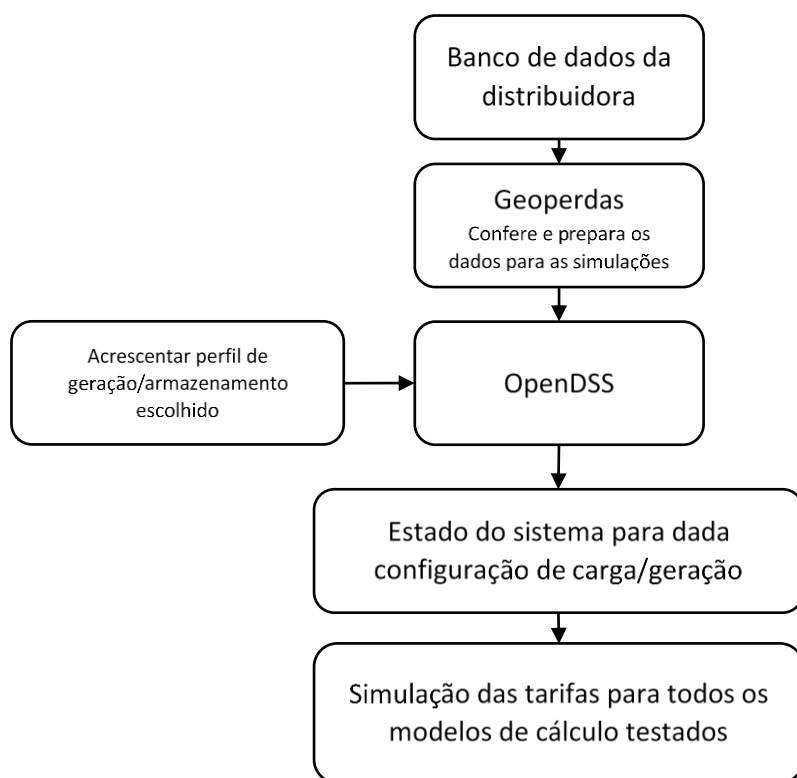 Banco de dados da
distribuidora
Geoperdas
Confere e prepara os
dados para as simulações
Acrescentar perfil de
geração/armazenamento
escolhido
OpenDSS
Estado do sistema para dada
configuração de carga/geração
Simulação das tarifas para todos os
modelos de cálculo testados